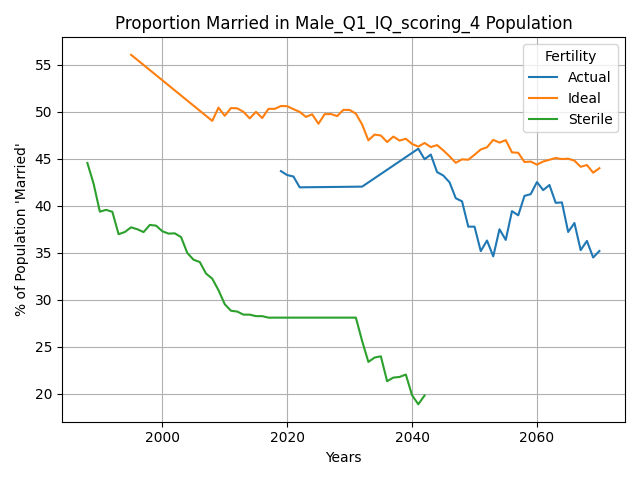 Proportion Married in Male_Q1_IQ_scoring_4 Population
% of Population 'Married'
55
50
45
40
35
30
25
20
2000
2020
2040
2060
Years
Fertility
Actual
Ideal
Sterile